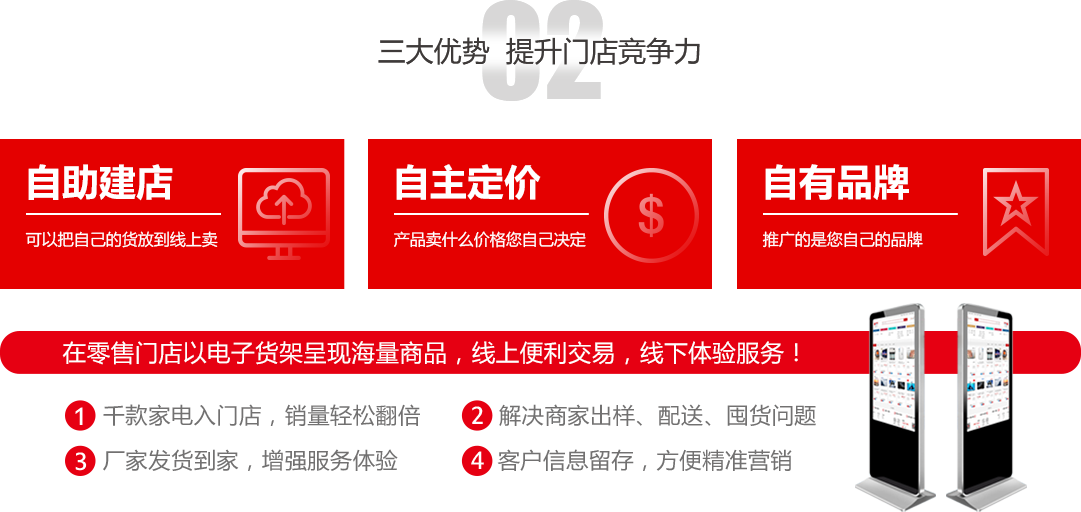 02
三大优势 提升门店竞争力
自助建店
可以把自己的货放到线上卖
自主定价
$
产品卖什么价格您自己决定
自有品牌
推广的是您自己的品牌
在零售门店以电子货架呈现海量商品，线上便利交易，线下体验服务！
1 千款家电入门店，销量轻松翻倍
2 解决商家出样、配送、囤货问题
3 厂家发货到家，增强服务体验
4 客户信息留存，方便精准营销